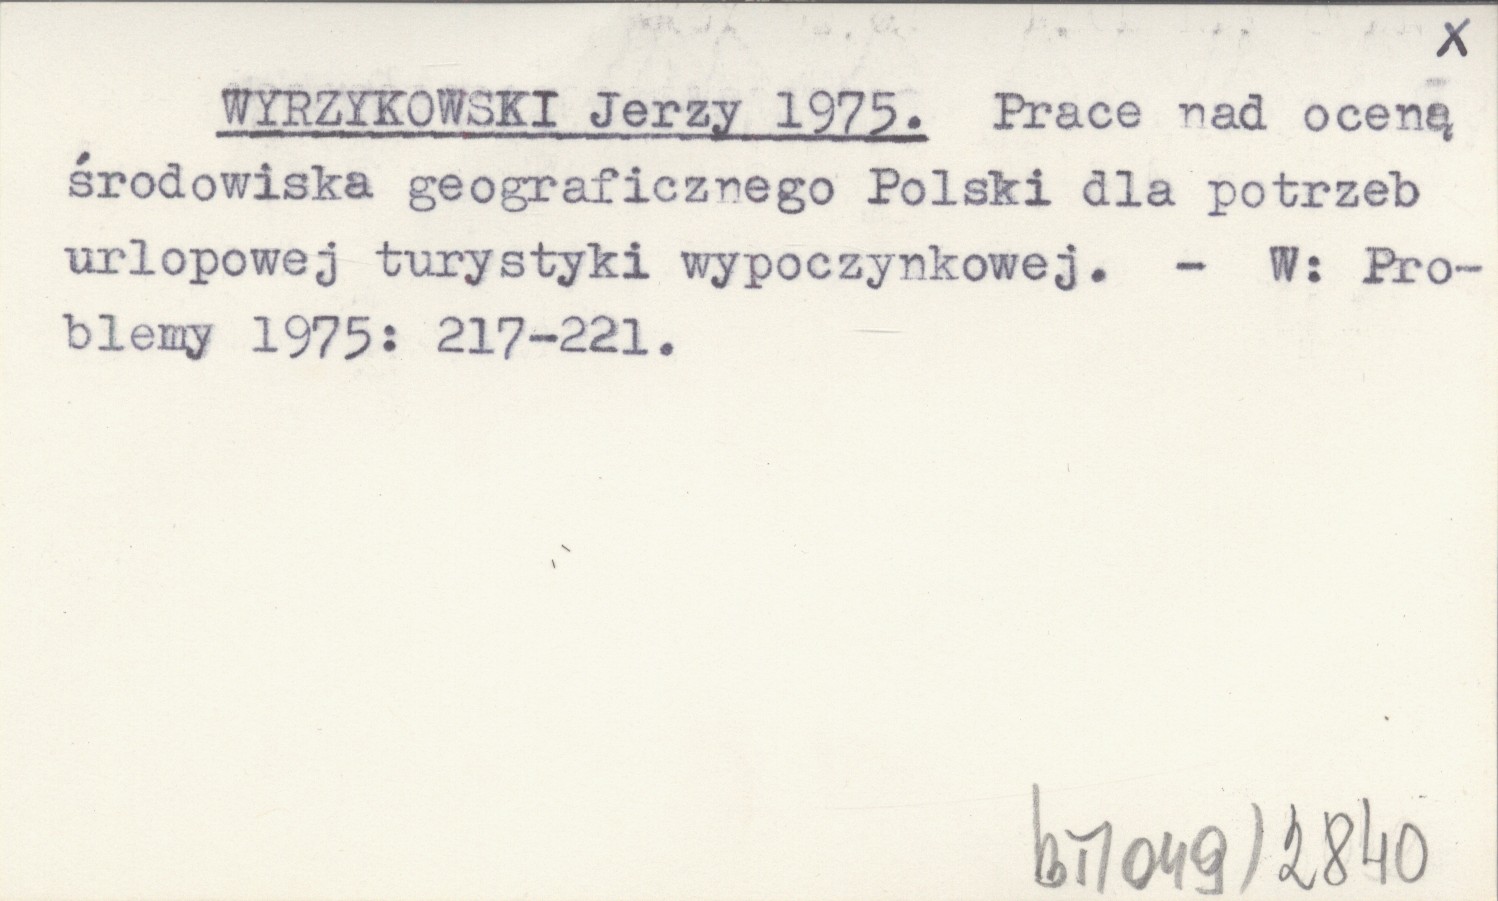 x
WYRZYKOWSKI Jerzy 1975. Prace nad oceną
środowiska geograficznego Polski dla potrzeb
urlopowej turystyki wypoczynkowej. - W: Pro-
blemy 1975: 217-221.
2840